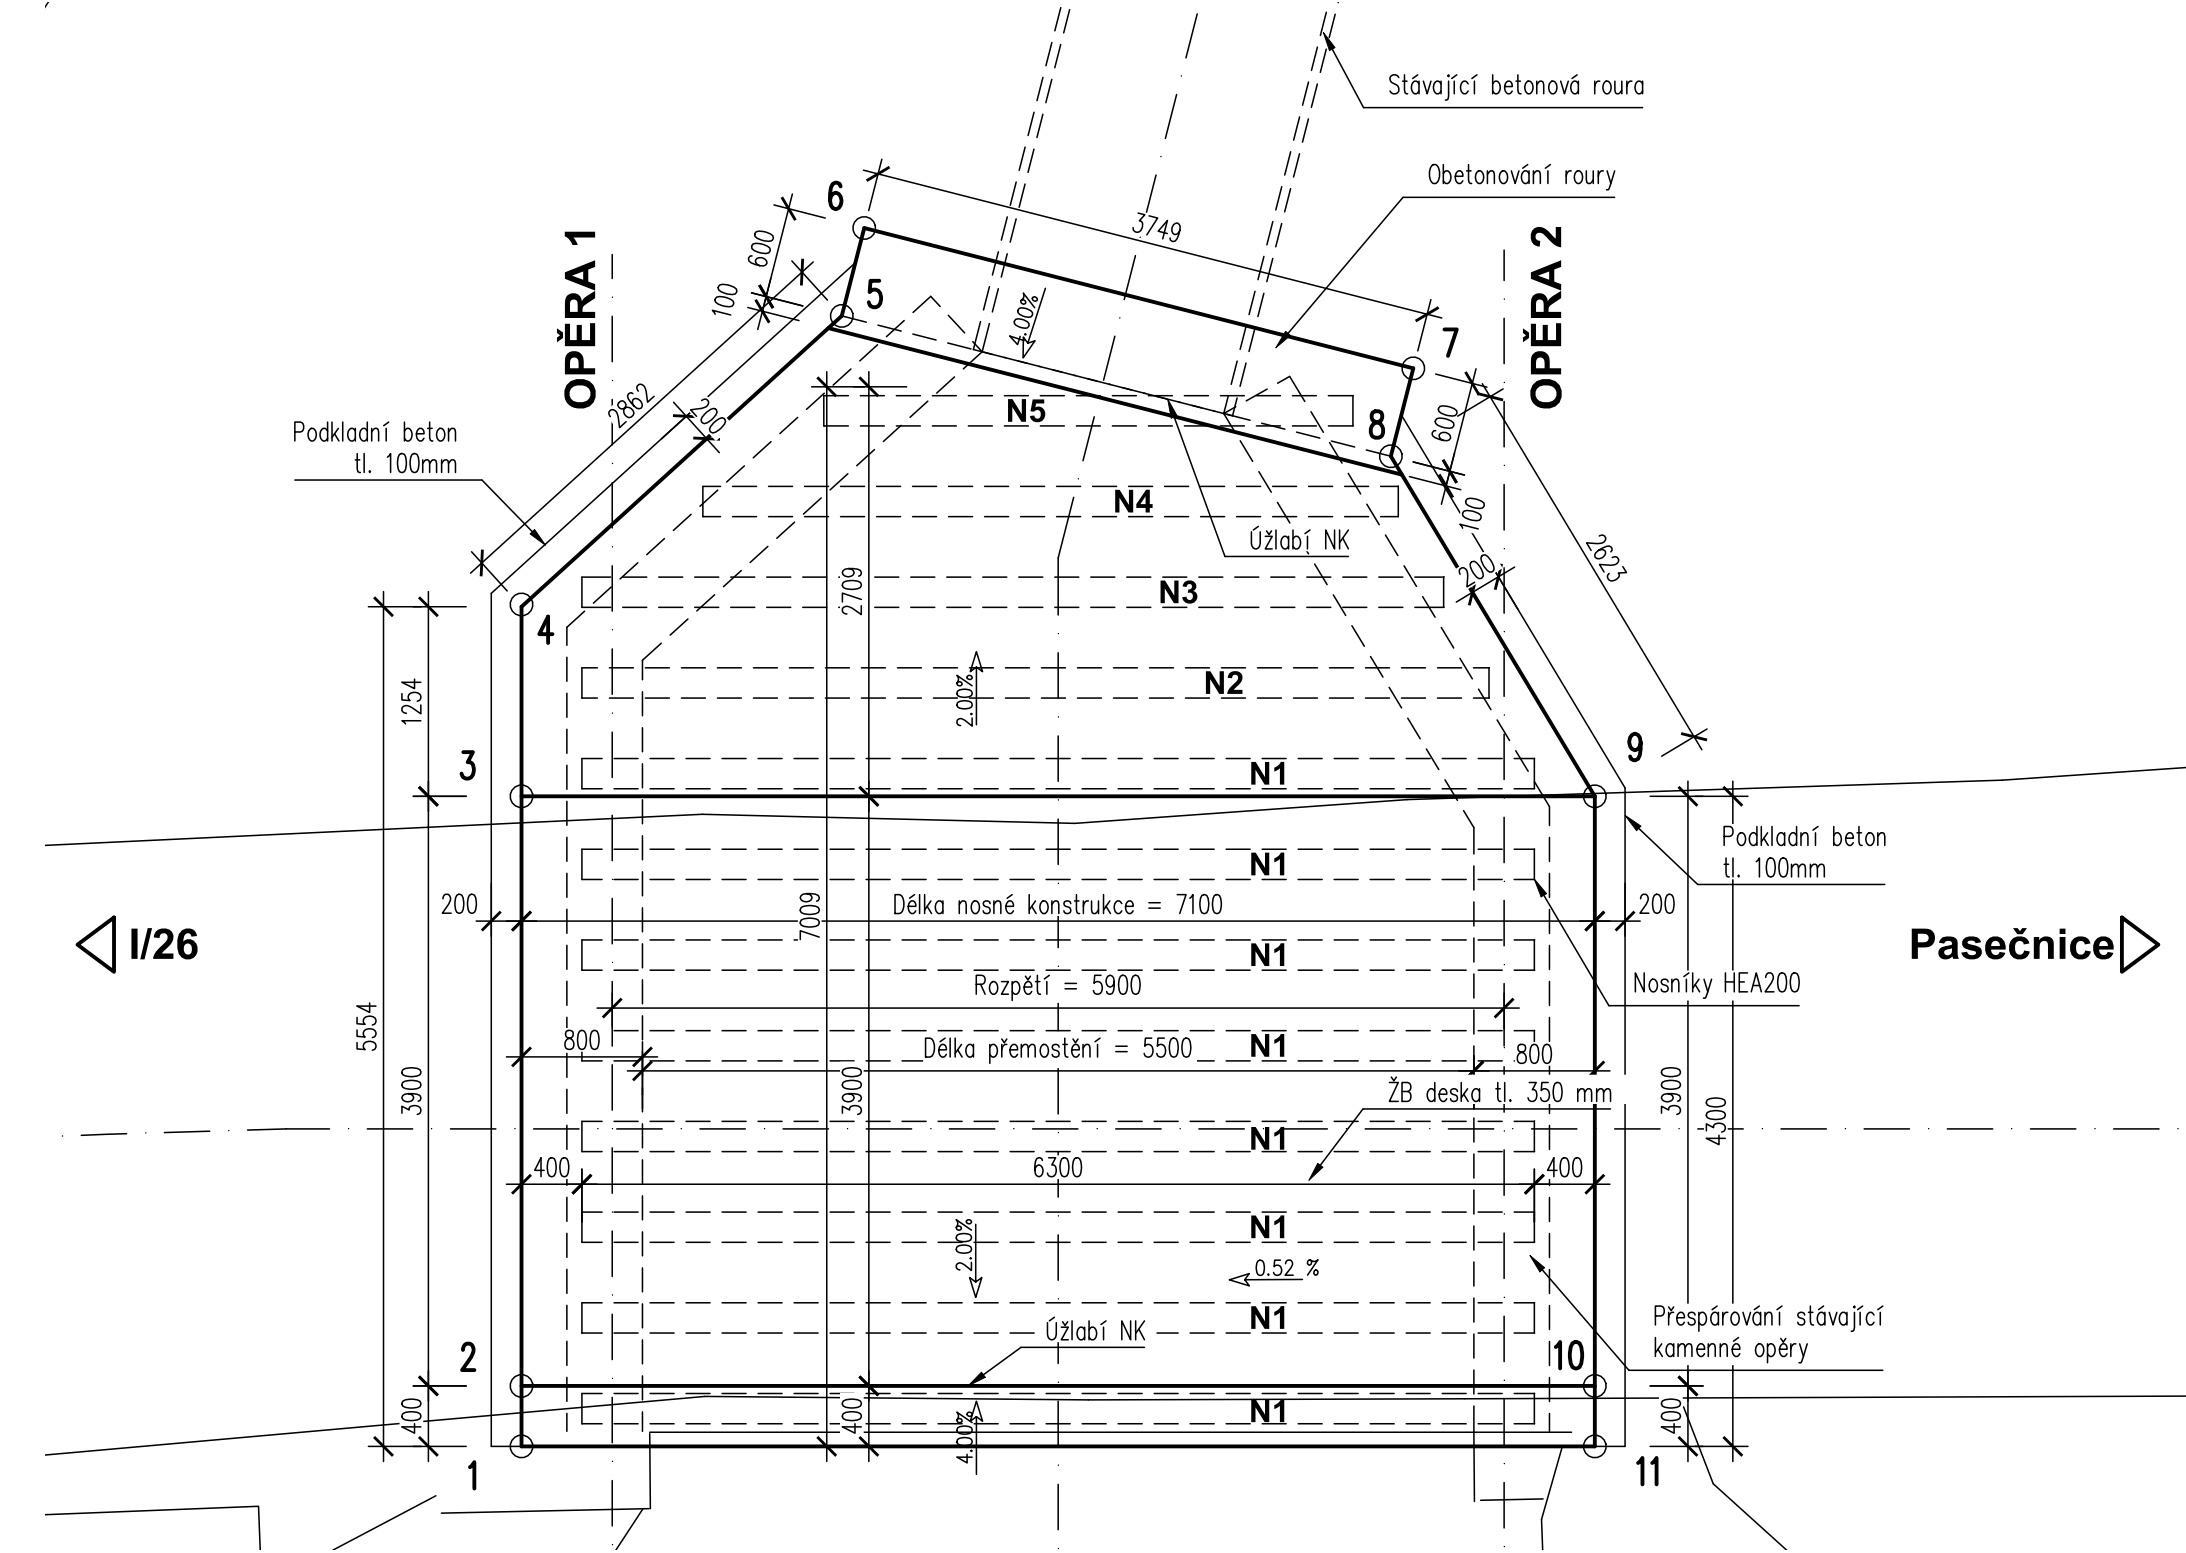 Stávající betonová roura
Obetonování roury
6
3749
OPĚRA 1
OPĚRA 2
600
5
100
4.00%
7
2862
200
N5
8
600
Podkladní beton
tl. 100mm
N4
100
Úžlabí NK
2623
200
N3
2709
4
N2
1254
2.00%
3
9
N1
Podkladní beton
tl. 100mm
N1
200
Délka nosné konstrukce = 7100
200
7009
I/26
N1
Pasečnice
Rozpětí = 5900
Nosníky HEA200
5554
800
N1
Délka přemostění = 5500
800
3900
3900
ŽB deska tl. 350 mm
3900
4300
N1
400
6300
400
2.00%
N1
0.52 %
N1
Přespárování stávající
kamenné opěry
Úžlabí NK
2
10
400
400
N1
400
4.00%
1
11